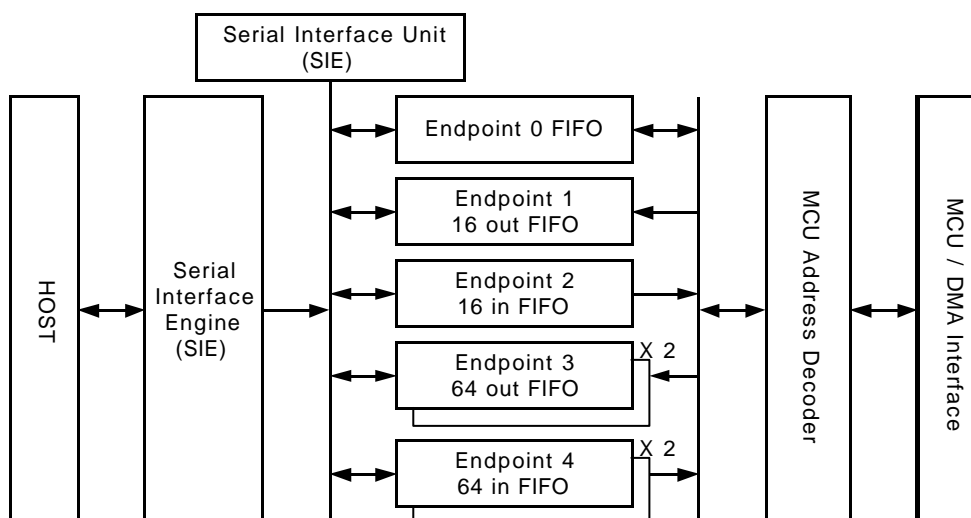 Serial Interface Unit
(SIE)
HOST
Serial
Interface
Engine
(SIE)
Endpoint 0 FIFO
Endpoint 1
16 out FIFO
Endpoint 2
16 in FIFO
Endpoint 3
64 out FIFO
X 2
Endpoint 4
64 in FIFO
X 2
MCU Address Decoder
MCU / DMA Interface